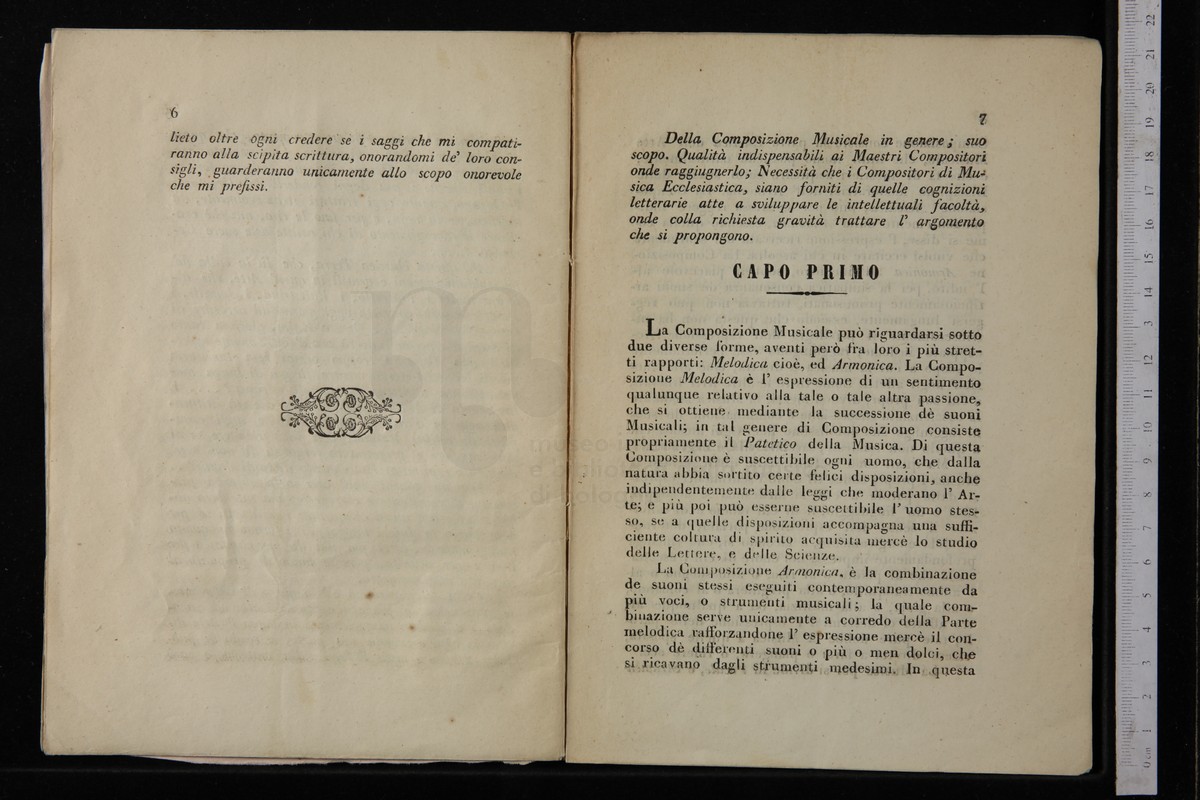 6
lieto oltre ogni credere se i saggi che mi compati-
ranno alla scipita scrittura, onorandomi de' loro con-
sigli, guarderanno unicamente allo scopo onorevole
che mi prefissi.
7
Della Composizione Musicale in genere; suo
scopo. Qualità indispensabili ai Maestri Compositori
onde raggiugnerlo; Necessità che i Compositori di Mu-
sica Ecclesiastica, siano forniti di quelle cognizioni
letterarie atte a sviluppare le intellettuali facoltà,
onde colla richiesta gravità trattare l' argomento
che si propongono.
CAPO PRIMO
La Composizione Musicale può riguardarsi sotto
due diverse forme, aventi però fra loro i più stret-
ti rapporti: Melodica cioè, ed Armonica. La Compo-
sizione Melodica è l' espressione di un sentimento
qualunque relativo alla tale o tale altra passione,
che si ottiene mediante la successione dè suoni
Musicali; in tal genere di Composizione consiste
propriamente il Patetico della Musica. Di questa
Composizione è suscettibile ogni uomo, che dalla
natura abbia sortito certe felici disposizioni, anche
indipendentemente dalle leggi che moderano l' Ar-
te; e più poi può esserne suscettibile l' uomo stes-
so, se a quelle disposizioni accompagna una suffi-
ciente coltura di spirito acquisita mercè lo studio
delle Lettere, e delle Scienze.
La Composizione Armonica, è la combinazione
de suoni stessi eseguiti contemporaneamente da
più voci, o strumenti musicali; la quale com-
binazione serve unicamente a corredo della Parte
melodica rafforzandone l' espressione mercè il con-
corso dè differenti suoni o più o men dolci, che
si ricavano dagli strumenti medesimi. In questa